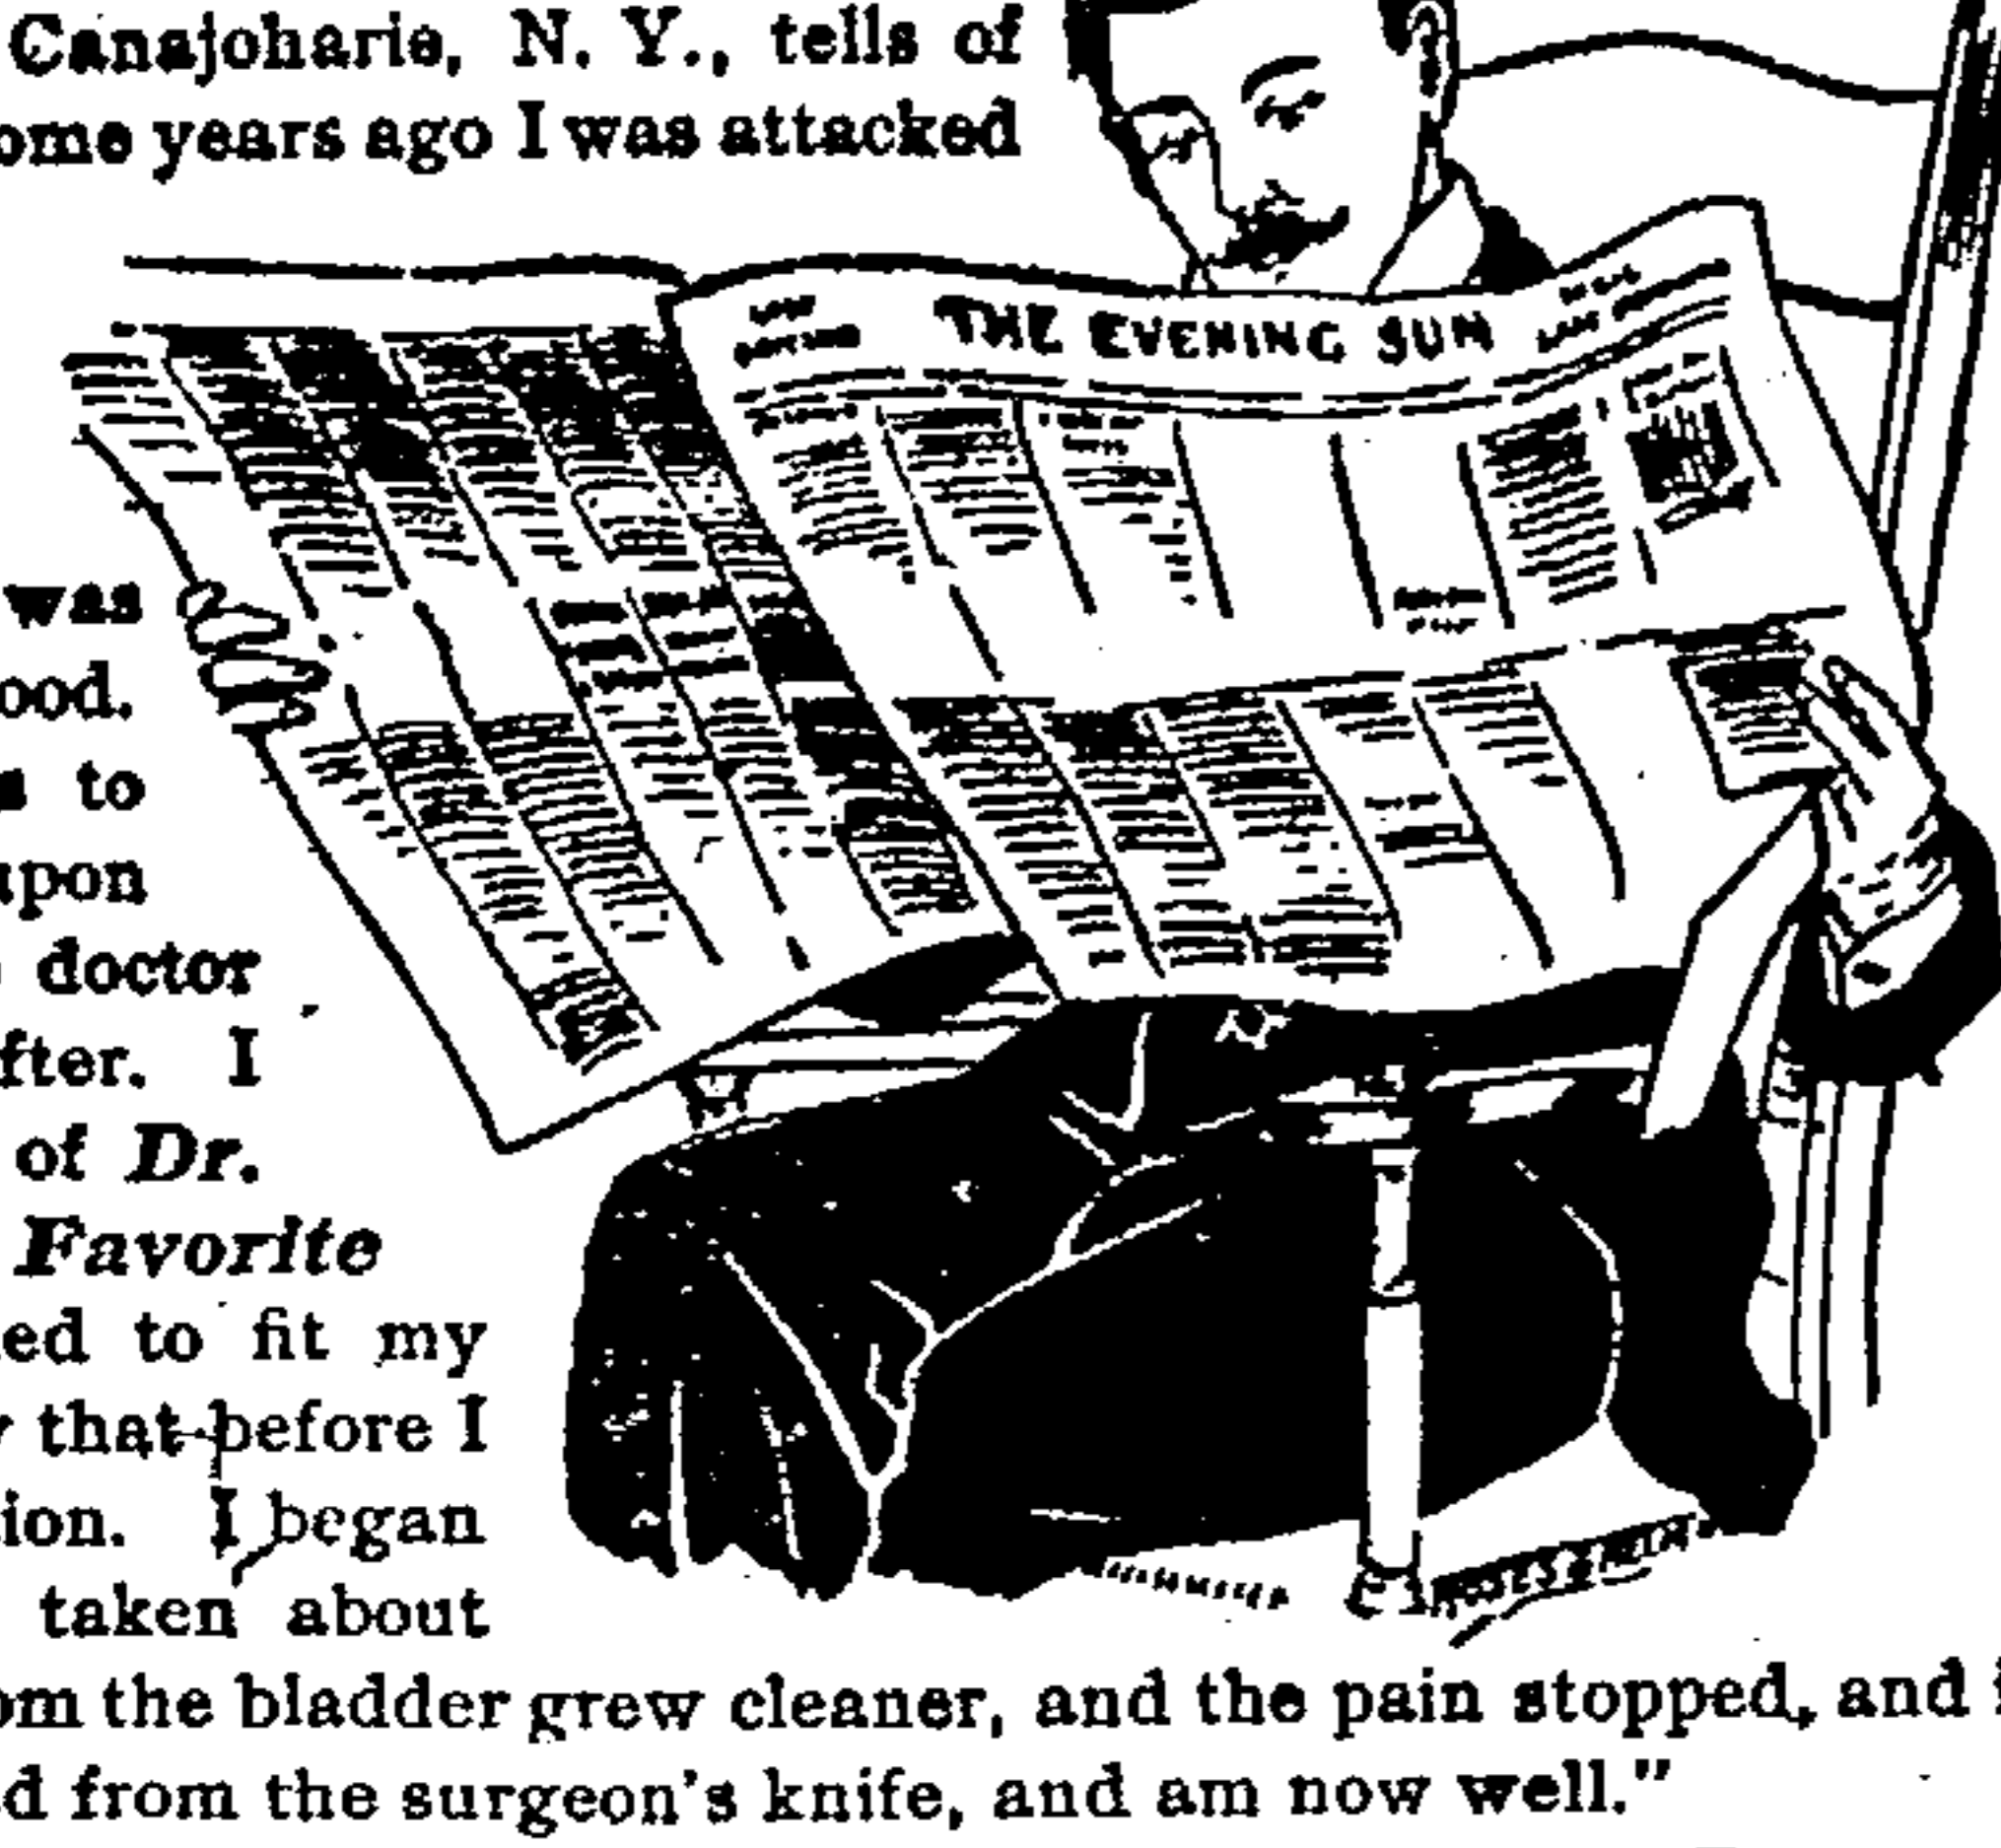 Canajoharie, N. Y., tells of
ome years ago I was attacked
THE EVENING SUN
was
ood.
to
upon
doctor
fter. I
of Dr.
Favorite
ed to fit my
that before I
tion. I began
taken about
om the bladder grew cleaner, and the pain stopped, and
d from the surgeon's knife, and am now well."